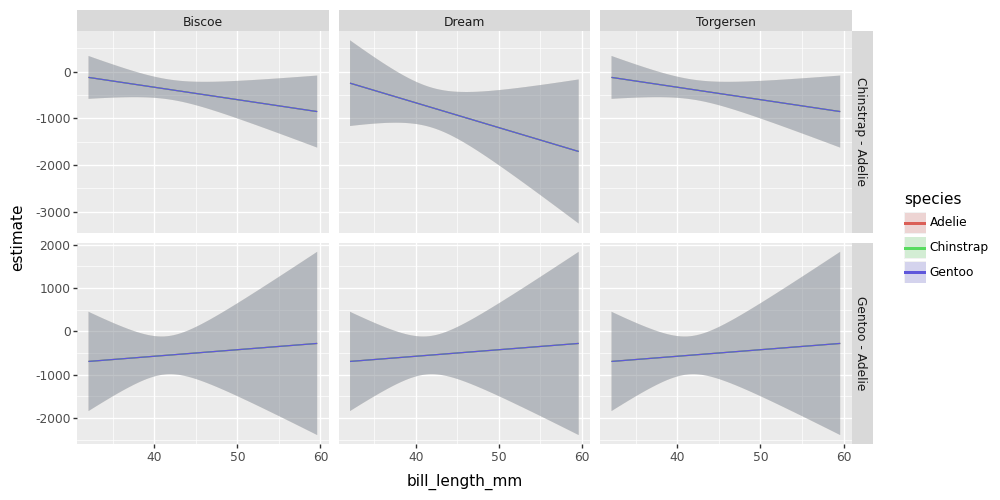 Biscoe Dream Torgersen
0
-1000
-2000
-3000
Chinstrap - Adelie
2000
1000
0
-1000
-2000
Gentoo - Adelie
40 50 60 40 50 60 40 50 60
bill_length_mm
estimate
species
Adelie
Chinstrap
Gentoo